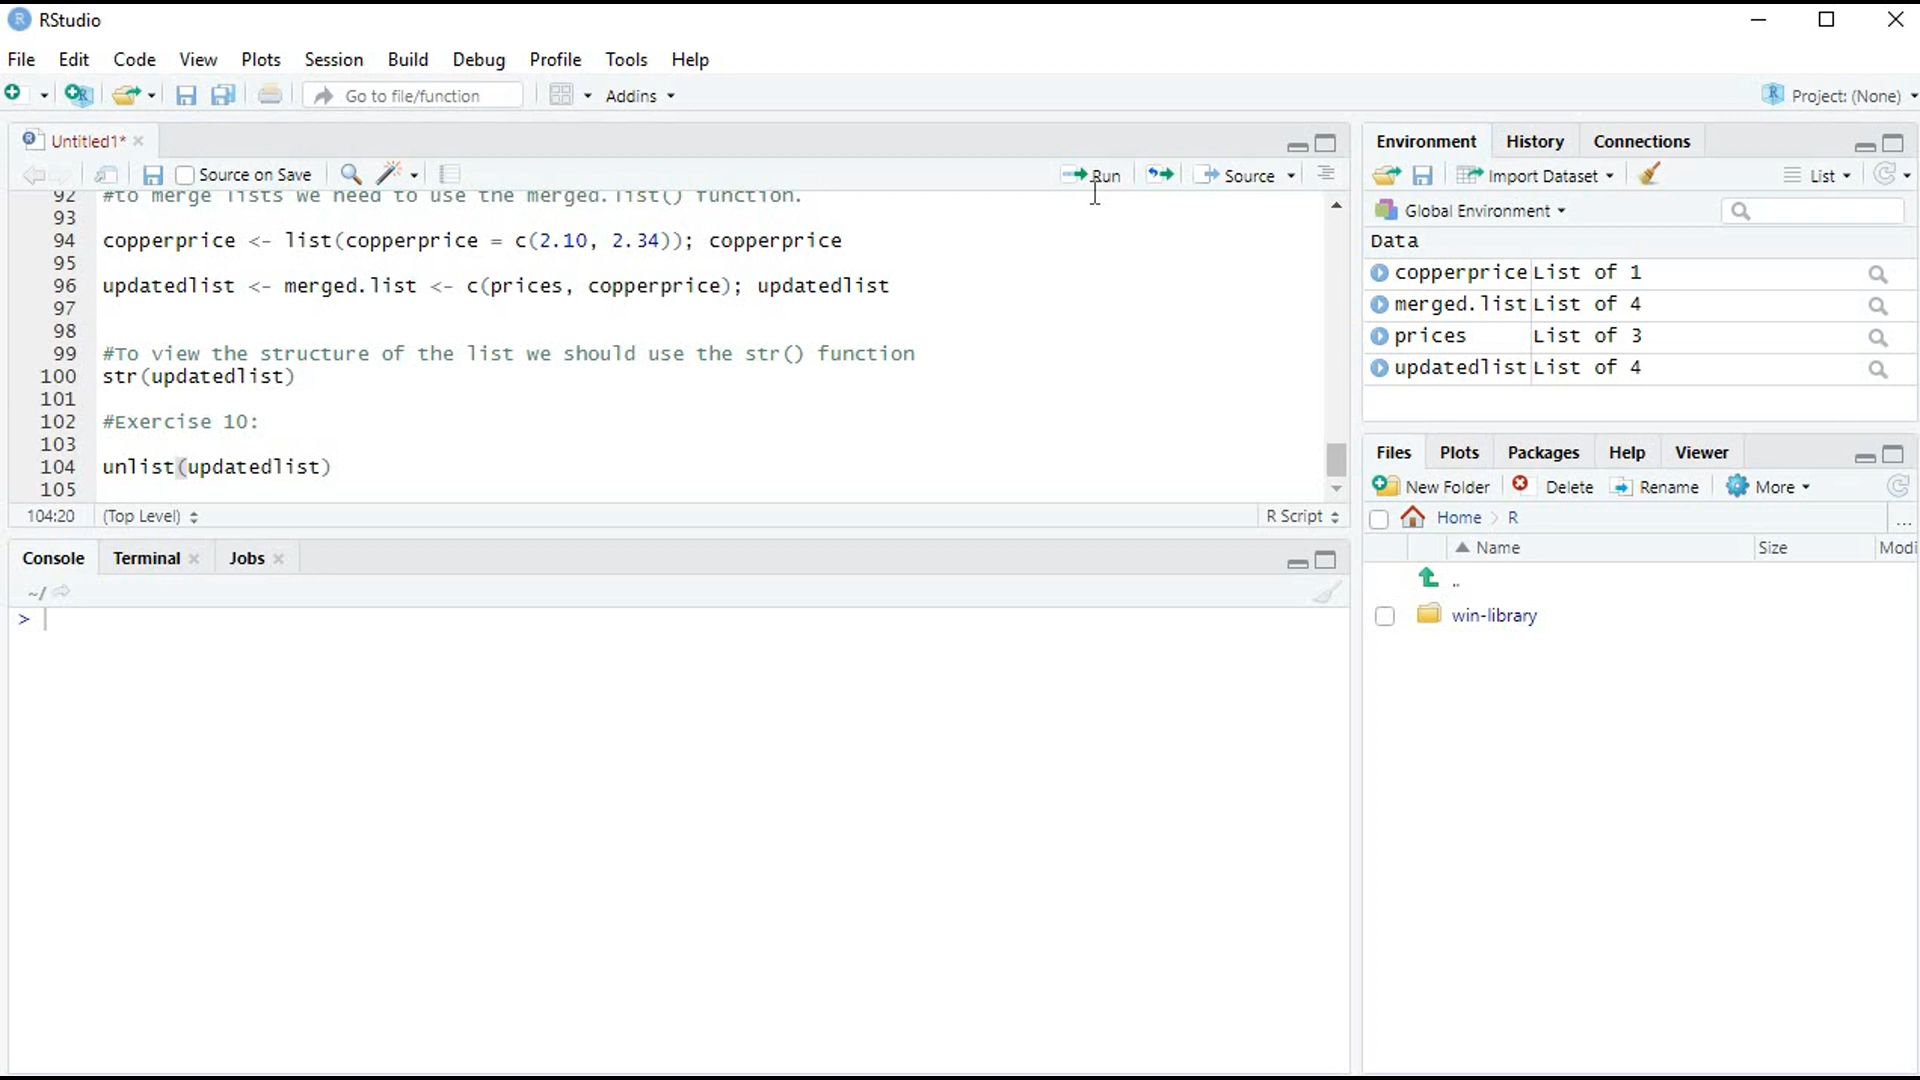 RStudio
File Edit Code View Plots Session Build Debug Profile Tools Help
Go to file/function Addins Project: (None)
Untitled1*
Source on Save Run Source
92 #to merge lists we need to use the merged.list() function.
93
94 copperprice <- list(copperprice = c(2.10, 2.34)); copperprice
95
96 updatedlist <- merged.list <- c(prices, copperprice); updatedlist
97
98
99 #To view the structure of the list we should use the str() function
100 str(updatedlist)
101
102 #Exercise 10:
103
104 unlist(updatedlist)
105
104:20 (Top Level) R Script
Console Terminal Jobs
~/
>
Environment History Connections
Import Dataset List
Global Environment
Data
copperprice List of 1
merged.list List of 4
prices List of 3
updatedlist List of 4
Files Plots Packages Help Viewer
New Folder Delete Rename More
Home R ...
Name Size Modi
..
win-library